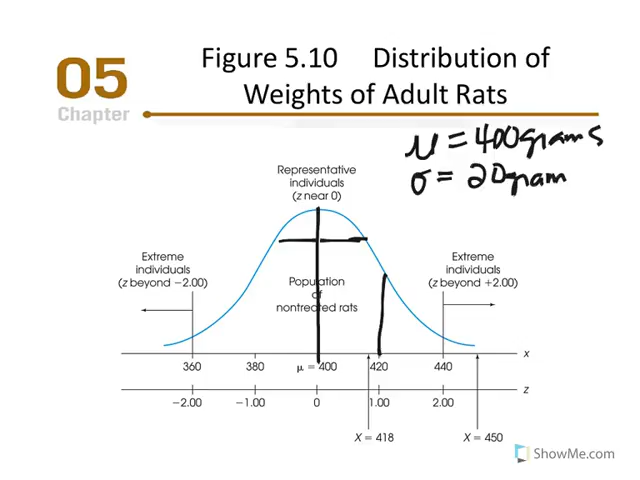 05
Chapter
Figure 5.10 Distribution of
Weights of Adult Rats
μ = 400grams
σ = 20gram
Representative
individuals
(z near 0)
Extreme
individuals
(z beyond −2.00)
Extreme
individuals
(z beyond +2.00)
Population
of
nontreated rats
x
360 380 μ = 400 420 440
z
−2.00 −1.00 0 1.00 2.00
X = 418 X = 450
ShowMe.com